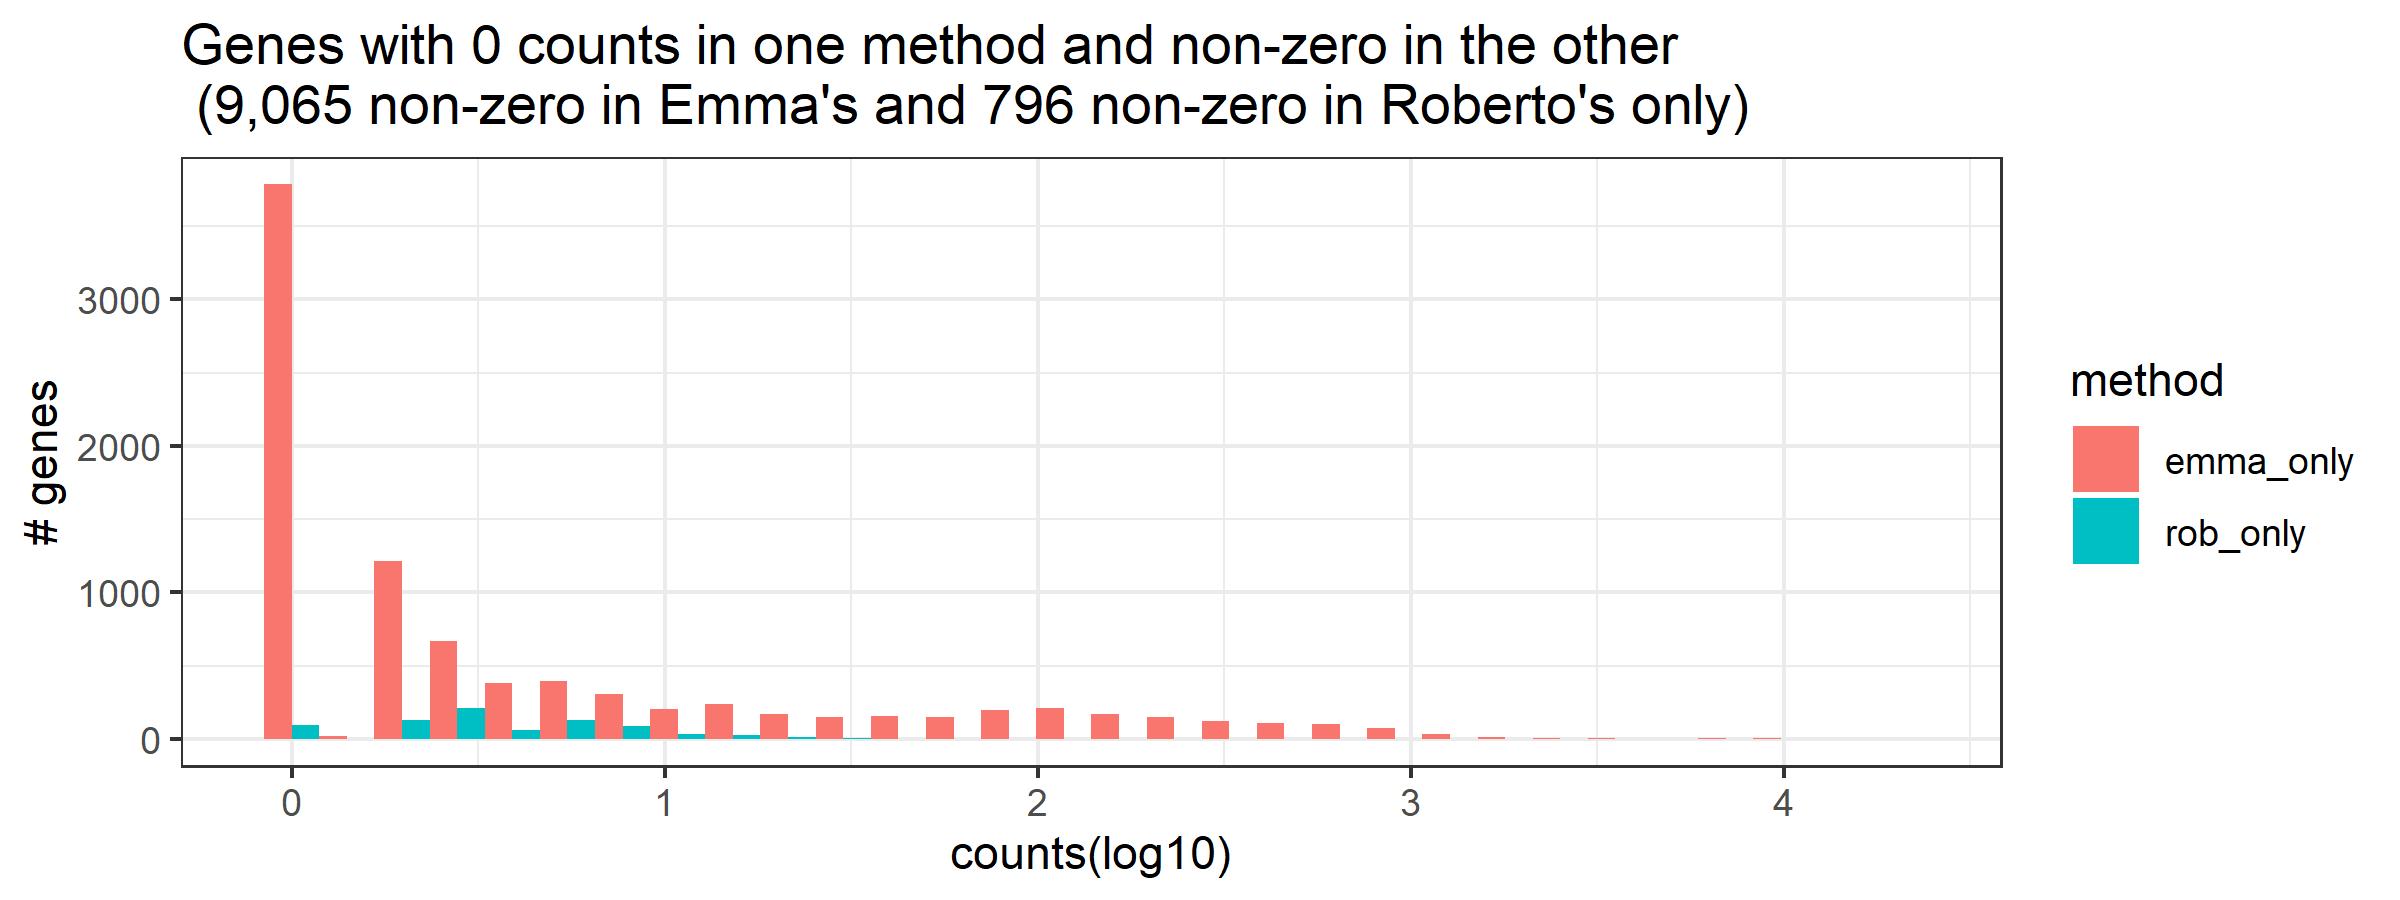 Genes with 0 counts in one method and non-zero in the other
(9,065 non-zero in Emma's and 796 non-zero in Roberto's only)
# genes
3000
2000
1000
0
0 1 2 3 4
counts(log10)
method
emma_only
rob_only